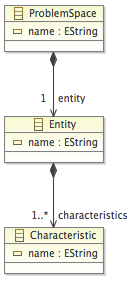 ProblemSpace
name : EString
1 entity
Entity
name : EString
1..* characteristics
Characteristic
name : EString